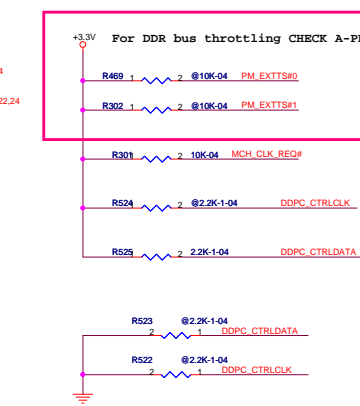 +3.3V For DDR bus throttling CHECK A-P
4
R469 1 2 @10K-04 PM_EXTTS#0
22,24
R302 1 2 @10K-04 PM_EXTTS#1
R301 1 2 10K-04 MCH_CLK_REQ#
R524 1 2 @2.2K-1-04 DDPC_CTRLCLK
R525 1 2 2.2K-1-04 DDPC_CTRLDATA
R523 @2.2K-1-04
2 1 DDPC_CTRLDATA
R522 @2.2K-1-04
2 1 DDPC_CTRLCLK